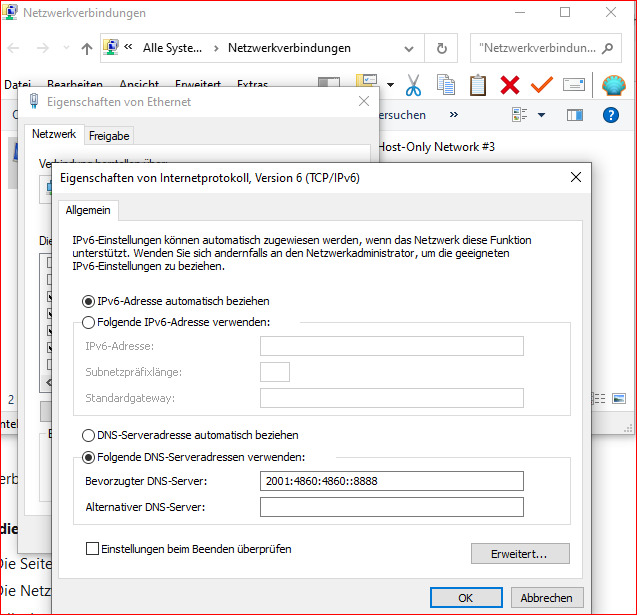 Netzwerkverbindungen
« Alle Syste... › Netzwerkverbindungen
"Netzwerkverbindun...
Datei Bearbeiten Ansicht Erweitert Extras
»
Eigenschaften von Ethernet
Netzwerk Freigabe
Host-Only Network #3
Eigenschaften von Internetprotokoll, Version 6 (TCP/IPv6)
Allgemein
IPv6-Einstellungen können automatisch zugewiesen werden, wenn das Netzwerk diese Funktion
unterstützt. Wenden Sie sich andernfalls an den Netzwerkadministrator, um die geeigneten
IPv6-Einstellungen zu beziehen.
IPv6-Adresse automatisch beziehen
Folgende IPv6-Adresse verwenden:
IPv6-Adresse:
Subnetzpräfixlänge:
Standardgateway:
DNS-Serveradresse automatisch beziehen
Folgende DNS-Serveradressen verwenden:
Bevorzugter DNS-Server: 2001:4860:4860::8888
Alternativer DNS-Server:
Einstellungen beim Beenden überprüfen
Erweitert...
OK Abbrechen
2
die
Die Seite
Die Netz